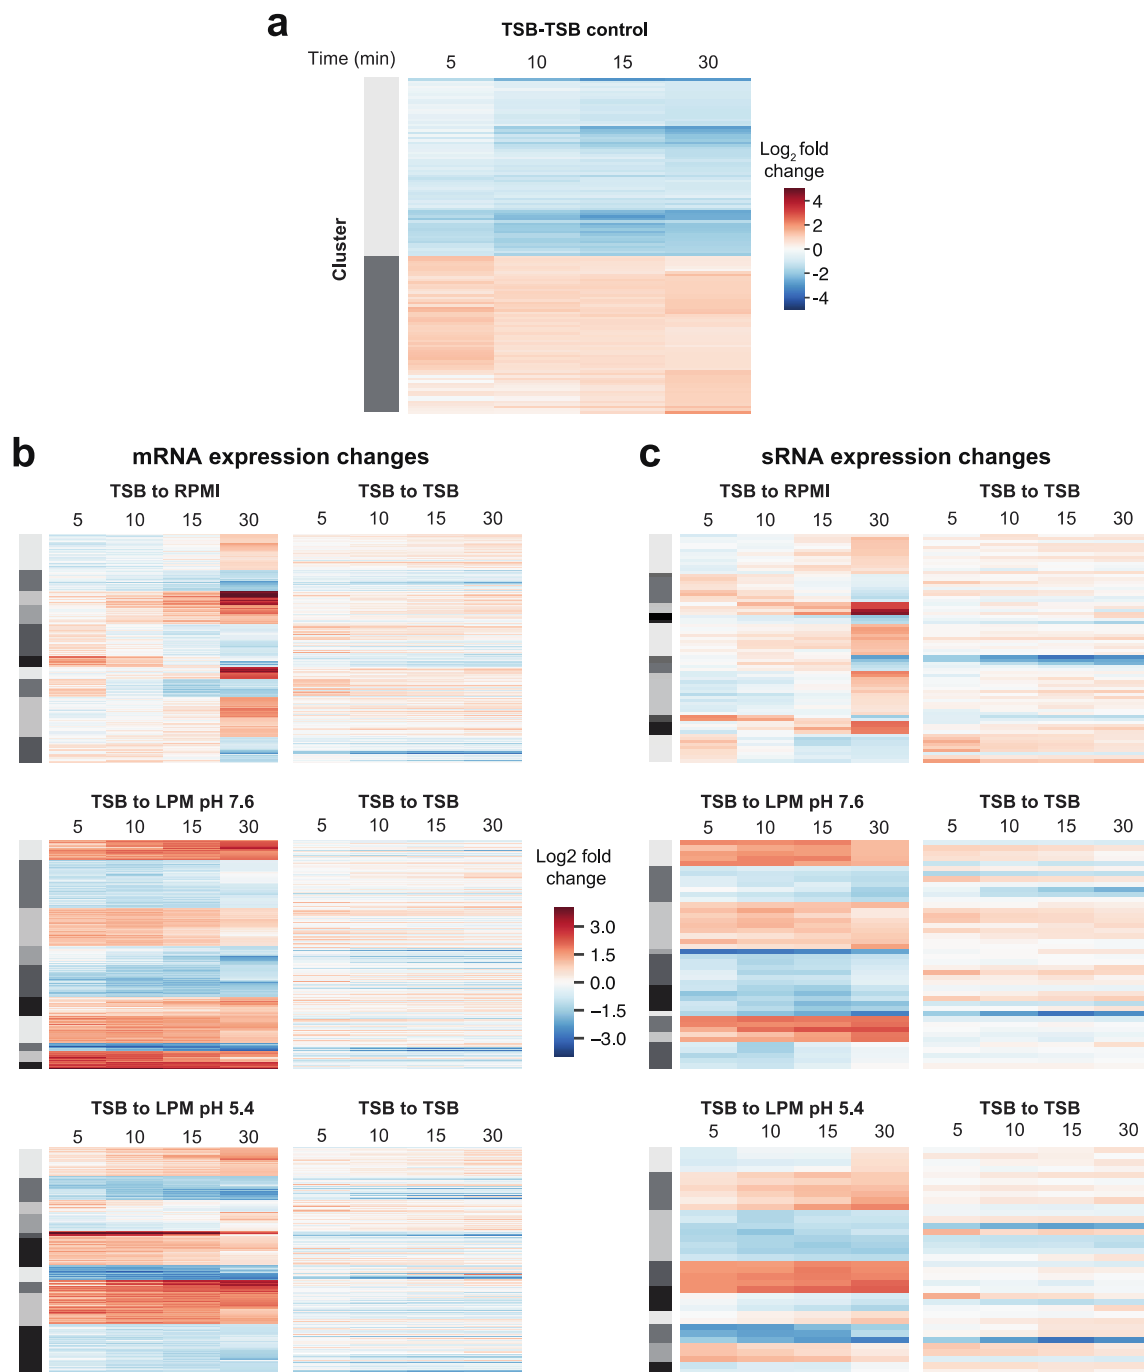 a
TSB-TSB control
Time (min) 5 10 15 30
Cluster
Log2 fold
change
4
2
0
-2
-4
b mRNA expression changes
TSB to RPMI TSB to TSB
5 10 15 30 5 10 15 30
TSB to LPM pH 7.6 TSB to TSB
5 10 15 30 5 10 15 30
Log2 fold
change
3.0
1.5
0.0
−1.5
−3.0
TSB to LPM pH 5.4 TSB to TSB
5 10 15 30 5 10 15 30
c sRNA expression changes
TSB to RPMI TSB to TSB
5 10 15 30 5 10 15 30
TSB to LPM pH 7.6 TSB to TSB
5 10 15 30 5 10 15 30
TSB to LPM pH 5.4 TSB to TSB
5 10 15 30 5 10 15 30